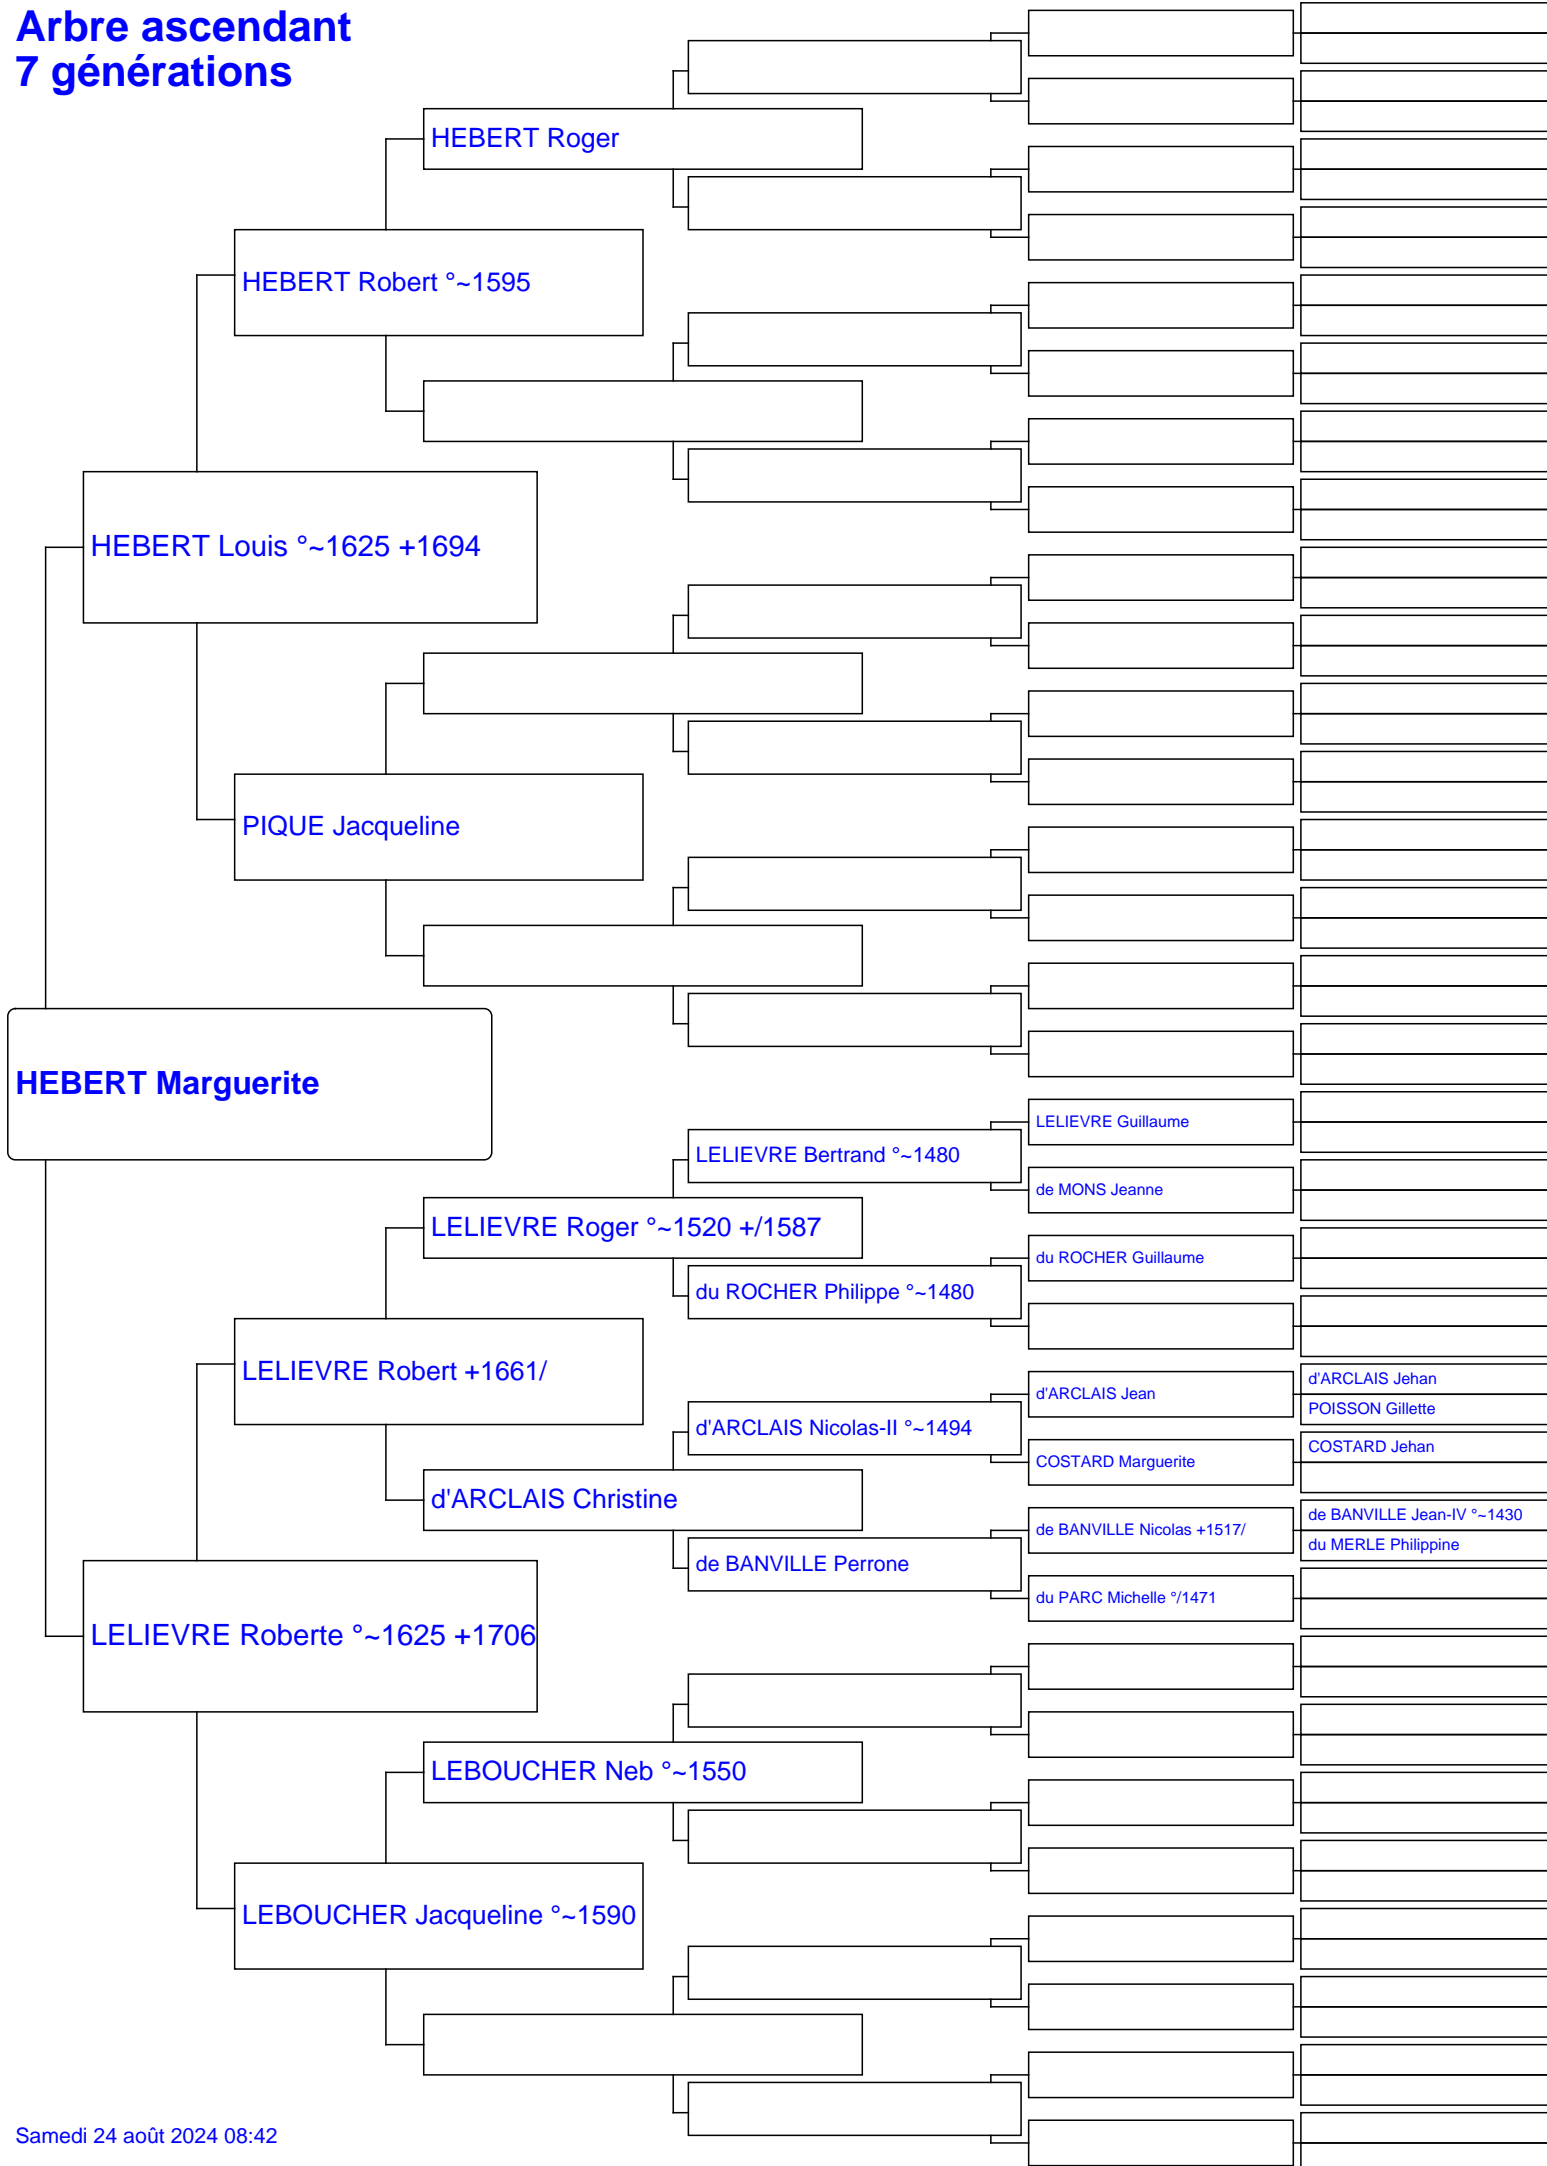 Arbre ascendant
7 générations
HEBERT Roger
HEBERT Robert °~1595
HEBERT Louis °~1625 +1694
PIQUE Jacqueline
HEBERT Marguerite
LELIEVRE Guillaume
LELIEVRE Bertrand °~1480
de MONS Jeanne
LELIEVRE Roger °~1520 +/1587
du ROCHER Guillaume
du ROCHER Philippe °~1480
LELIEVRE Robert +1661/
d'ARCLAIS Jehan
d'ARCLAIS Jean
POISSON Gillette
d'ARCLAIS Nicolas-II °~1494
COSTARD Jehan
COSTARD Marguerite
d'ARCLAIS Christine
de BANVILLE Jean-IV °~1430
de BANVILLE Nicolas +1517/
du MERLE Philippine
de BANVILLE Perrone
du PARC Michelle °/1471
LELIEVRE Roberte °~1625 +1706
LEBOUCHER Neb °~1550
LEBOUCHER Jacqueline °~1590
Samedi 24 août 2024 08:42